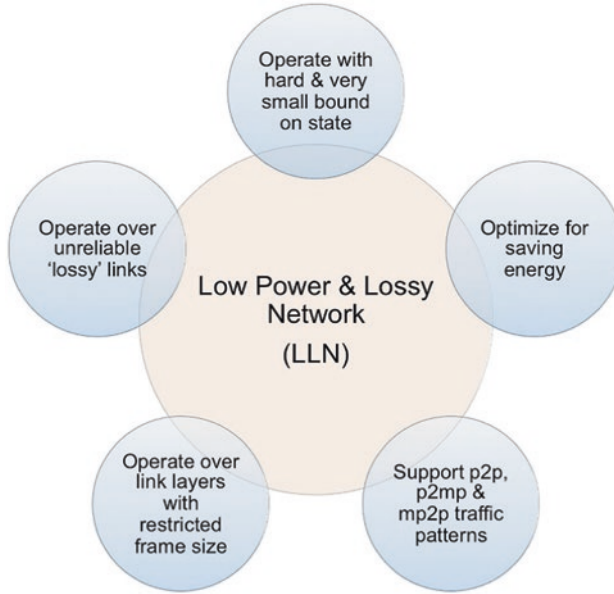 Operate with
hard & very
small bound
on state
Operate over
unreliable
‘lossy’ links
Optimize for
saving
energy
Low Power & Lossy
Network
(LLN)
Operate over
link layers
with
restricted
frame size
Support p2p,
p2mp &
mp2p traffic
patterns